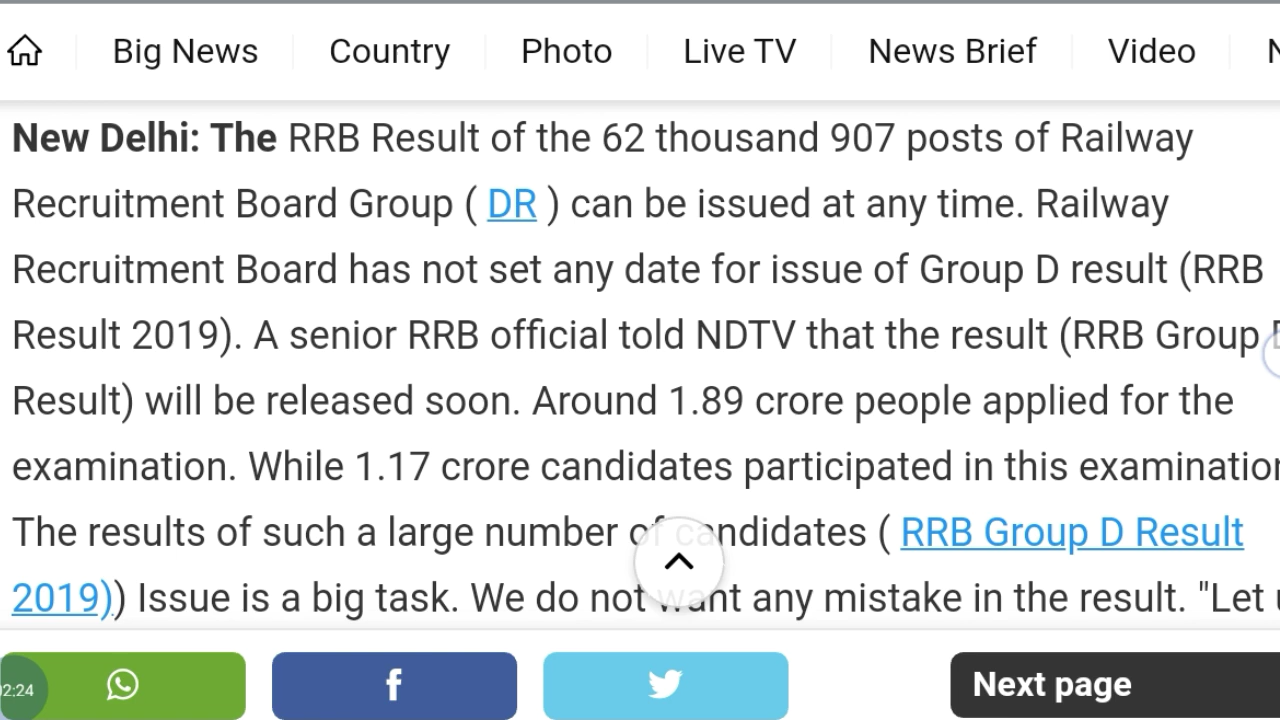 Big News Country Photo Live TV News Brief Video
New Delhi: The RRB Result of the 62 thousand 907 posts of Railway
Recruitment Board Group ( DR ) can be issued at any time. Railway
Recruitment Board has not set any date for issue of Group D result (RRB
Result 2019). A senior RRB official told NDTV that the result (RRB Group
Result) will be released soon. Around 1.89 crore people applied for the
examination. While 1.17 crore candidates participated in this examination
The results of such a large number of candidates ( RRB Group D Result
2019)) Issue is a big task. We do not want any mistake in the result. "Let
02:24
Next page